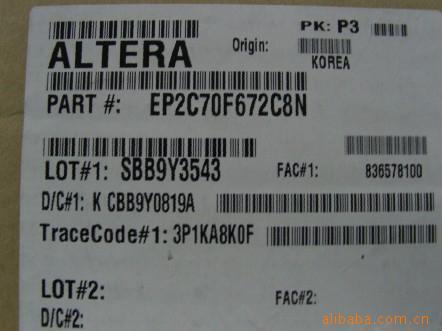 PK: P3
ALTERA
Origin:
KOREA
PART #: EP2C70F672C8N
LOT#1: SBB9Y3543
FAC#1: 836578100
D/C#1: K CBB9Y0819A
TraceCode#1: 3P1KA8K0F
LOT#2:
FAC#2:
D/C#2:
alibaba.com.cn